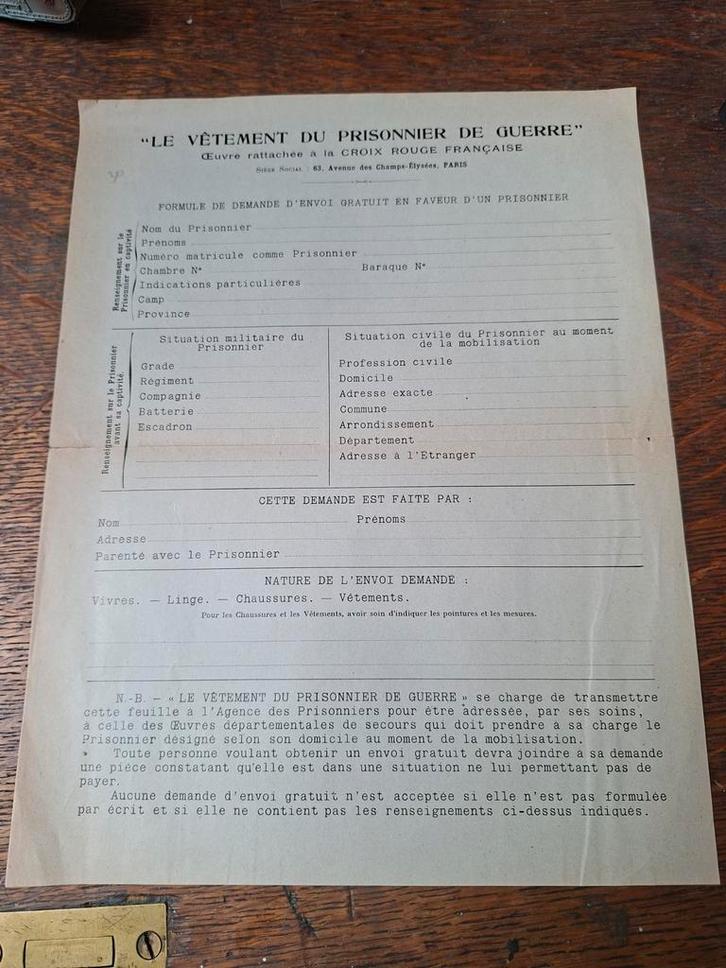 "LE VÊTEMENT DU PRISONNIER DE GUERRE"
Œuvre rattachée à la CROIX ROUGE FRANÇAISE
Siège Social : 63, Avenue des Champs-Élysées, PARIS
FORMULE DE DEMANDE D'ENVOI GRATUIT EN FAVEUR D'UN PRISONNIER
Renseignement sur le
Prisonnier en captivité
Nom du Prisonnier
Prénoms
Numéro matricule comme Prisonnier
Chambre N° Baraque N°
Indications particulières
Camp
Province
Renseignement sur le Prisonnier
avant sa captivité.
Situation militaire du
Prisonnier
Grade
Régiment
Compagnie
Batterie
Escadron
Situation civile du Prisonnier au moment
de la mobilisation
Profession civile
Domicile
Adresse exacte
Commune
Arrondissement
Département
Adresse à l'Etranger
CETTE DEMANDE EST FAITE PAR :
Nom Prénoms
Adresse
Parenté avec le Prisonnier
NATURE DE L'ENVOI DEMANDE :
Vivres. — Linge. — Chaussures. — Vêtements.
Pour les Chaussures et les Vêtements, avoir soin d'indiquer les pointures et les mesures.
N.-B. — « LE VÊTEMENT DU PRISONNIER DE GUERRE » se charge de transmettre
cette feuille à l'Agence des Prisonniers pour être adressée, par ses soins,
à celle des Œuvres départementales de secours qui doit prendre à sa charge le
Prisonnier désigné selon son domicile au moment de la mobilisation.
Toute personne voulant obtenir un envoi gratuit devra joindre à sa demande
une pièce constatant qu'elle est dans une situation ne lui permettant pas de
payer.
Aucune demande d'envoi gratuit n'est acceptée si elle n'est pas formulée
par écrit et si elle ne contient pas les renseignements ci-dessus indiqués.